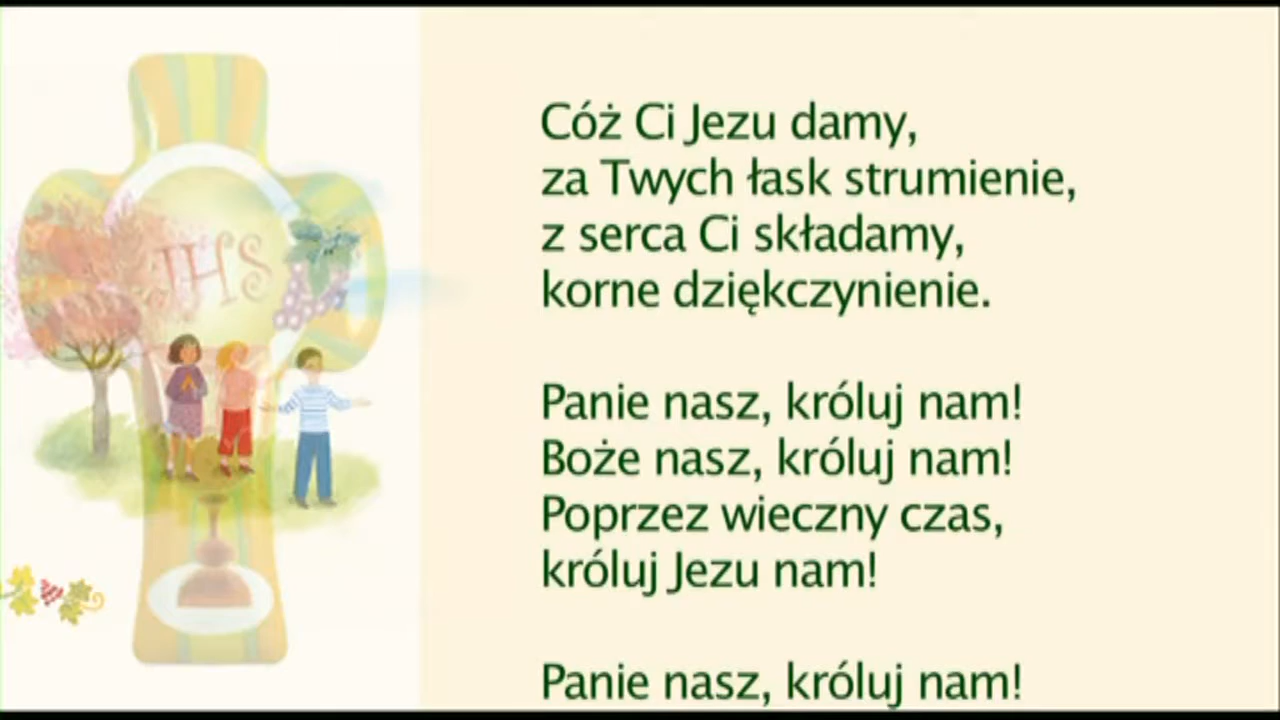 JHS
Cóż Ci Jezu damy,
za Twych łask strumienie,
z serca Ci składamy,
korne dziękczynienie.
Panie nasz, króluj nam!
Boże nasz, króluj nam!
Poprzez wieczny czas,
króluj Jezu nam!
Panie nasz, króluj nam!